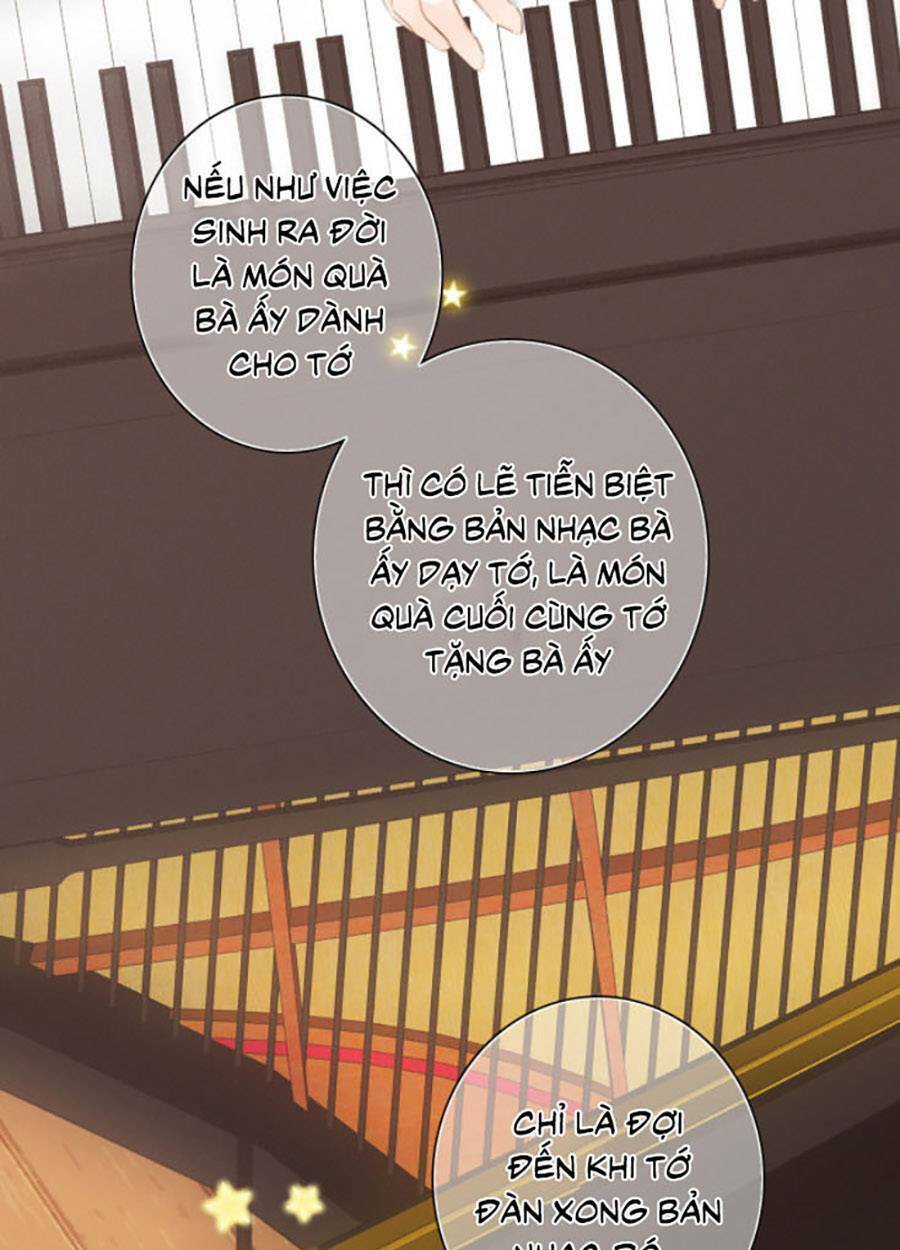 NẾU NHƯ VIỆC
SINH RA ĐỜI
LÀ MÓN QUÀ
BÀ ẤY DÀNH
CHO TỚ
THÌ CÓ LẼ TIỄN BIỆT
BẰNG BẢN NHẠC BÀ
ẤY DẠY TỚ, LÀ MÓN
QUÀ CUỐI CÙNG TỚ
TẶNG BÀ ẤY
CHỈ LÀ ĐỢI
ĐẾN KHI TỚ
ĐÀN XONG BẢN
NHẠC ĐÓ